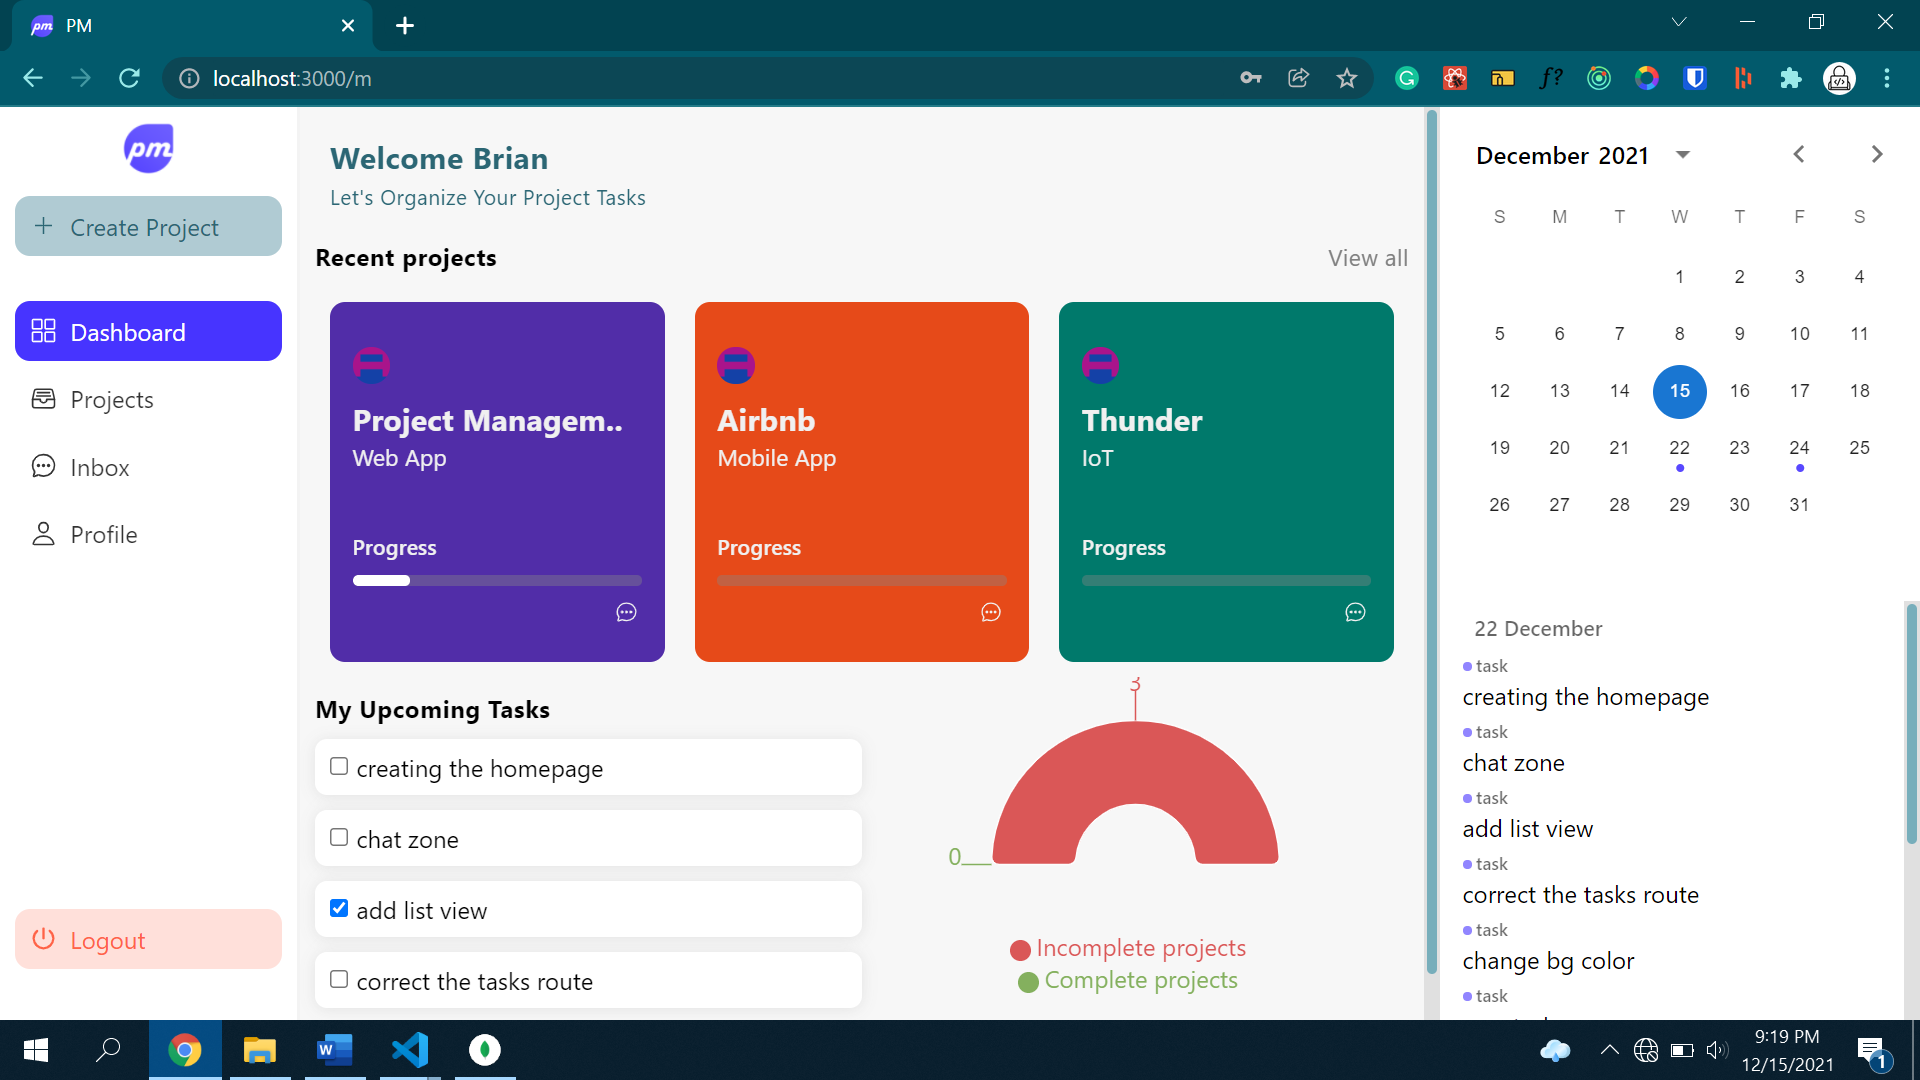 pm
PM
localhost:3000/m
pm
Create Project
Dashboard
Projects
Inbox
Profile
Logout
Welcome Brian
Let's Organize Your Project Tasks
Recent projects
View all
Project Managem..
Web App
Progress
Airbnb
Mobile App
Progress
Thunder
IoT
Progress
My Upcoming Tasks
creating the homepage
chat zone
add list view
correct the tasks route
3
0
Incomplete projects
Complete projects
December 2021
S M T W T F S
1 2 3 4
5 6 7 8 9 10 11
12 13 14 15 16 17 18
19 20 21 22 23 24 25
26 27 28 29 30 31
22 December
task
creating the homepage
task
chat zone
task
add list view
task
correct the tasks route
task
change bg color
task
9:19 PM
12/15/2021
1